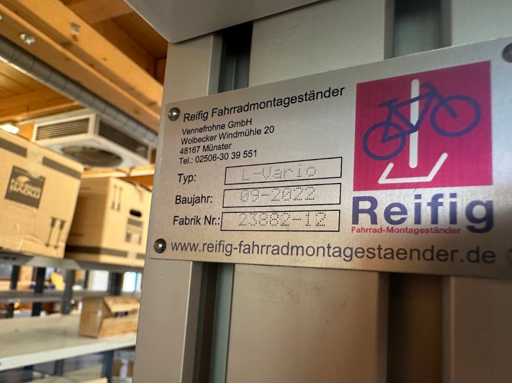 Reifig Fahrradmontageständer
Vennefrohne GmbH
Wolbecker Windmühle 20
48167 Münster
Tel.: 02506-30 39 551
Typ: L-Vario
Baujahr: 09-2022
Fabrik Nr.: 23882-12
Reifig
Fahrrad-Montageständer
www.reifig-fahrradmontagestaender.de